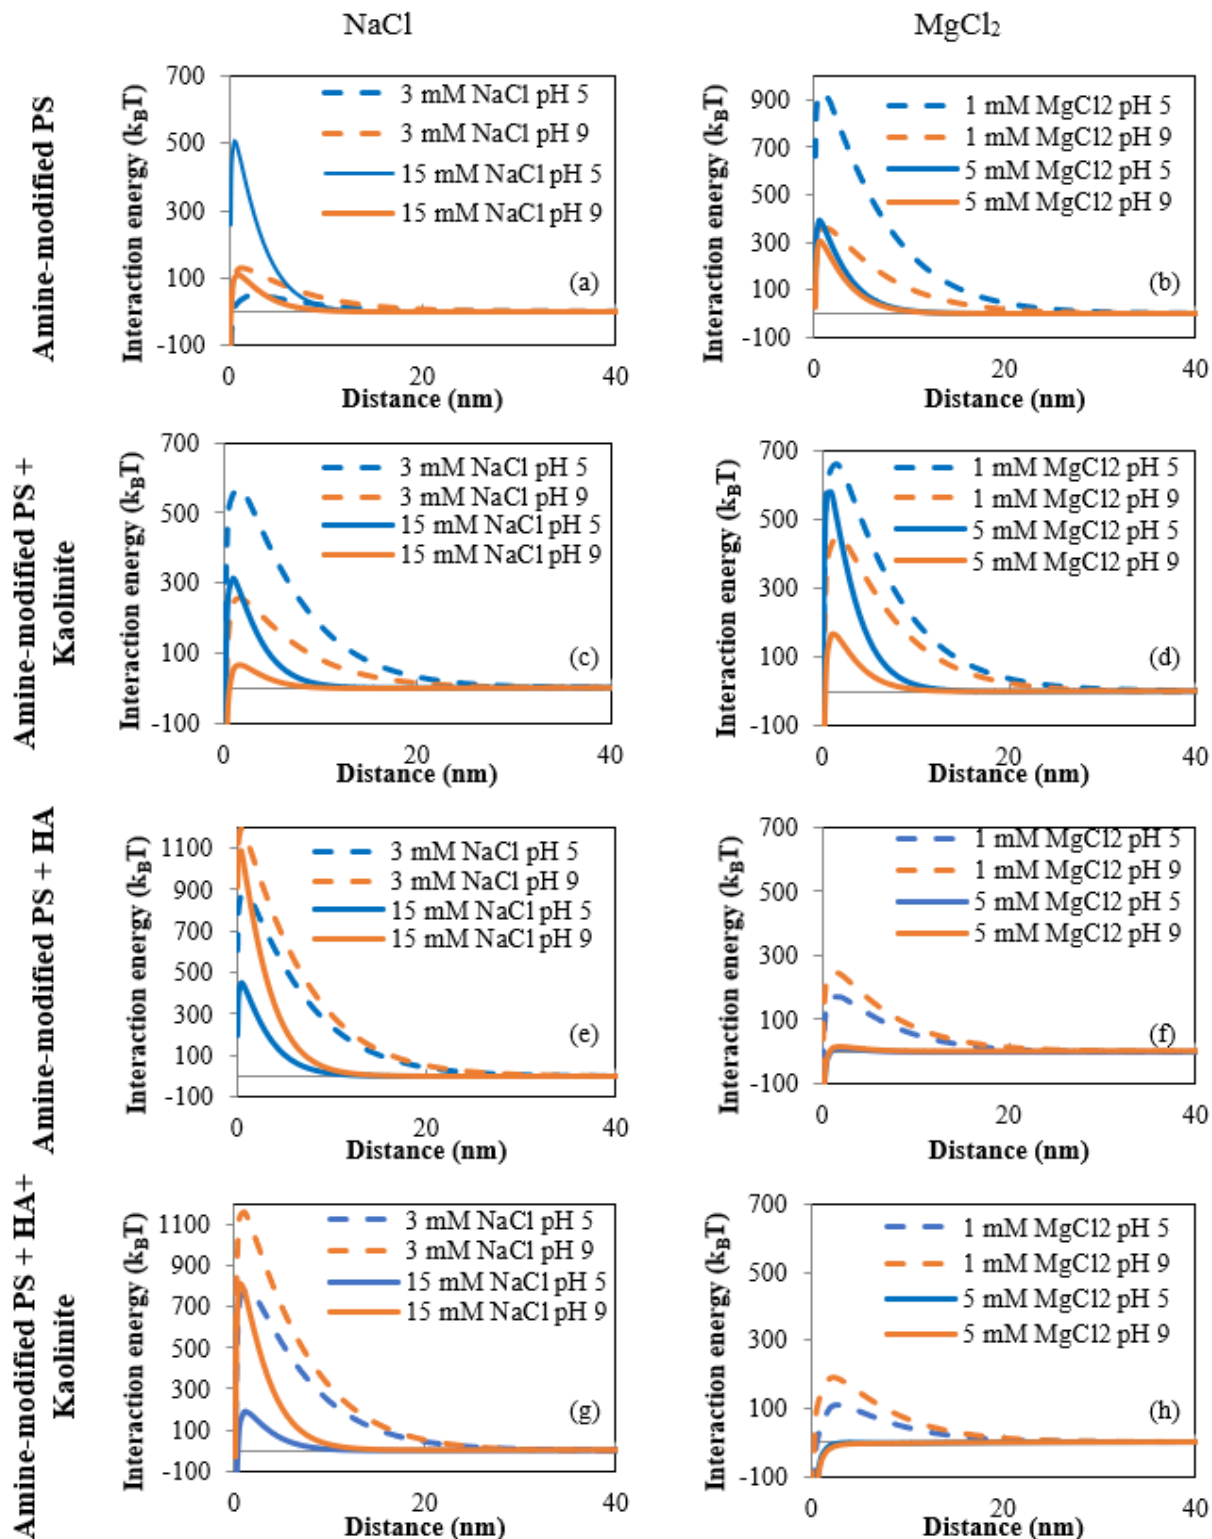 NaCl
MgCl₂
Amine-modified PS
Interaction energy (k_BT)
700
500
300
100
-100
0
20
40
Distance (nm)
3 mM NaCl pH 5
3 mM NaCl pH 9
15 mM NaCl pH 5
15 mM NaCl pH 9
(a)
Interaction energy (k_BT)
900
700
500
300
100
-100
0
20
40
Distance (nm)
1 mM MgCl2 pH 5
1 mM MgCl2 pH 9
5 mM MgCl2 pH 5
5 mM MgCl2 pH 9
(b)
Amine-modified PS +
Kaolinite
Interaction energy (k_BT)
700
500
300
100
-100
0
20
40
Distance (nm)
3 mM NaCl pH 5
3 mM NaCl pH 9
15 mM NaCl pH 5
15 mM NaCl pH 9
(c)
Interaction energy (k_BT)
700
500
300
100
-100
0
20
40
Distance (nm)
1 mM MgCl2 pH 5
1 mM MgCl2 pH 9
5 mM MgCl2 pH 5
5 mM MgCl2 pH 9
(d)
Amine-modified PS + HA
Interaction energy (k_BT)
1100
900
700
500
300
100
-100
0
20
40
Distance (nm)
3 mM NaCl pH 5
3 mM NaCl pH 9
15 mM NaCl pH 5
15 mM NaCl pH 9
(e)
Interaction energy (k_BT)
700
500
300
100
-100
0
20
40
Distance (nm)
1 mM MgCl2 pH 5
1 mM MgCl2 pH 9
5 mM MgCl2 pH 5
5 mM MgCl2 pH 9
(f)
Amine-modified PS + HA+
Kaolinite
Interaction energy (k_BT)
1100
900
700
500
300
100
-100
0
20
40
Distance (nm)
3 mM NaCl pH 5
3 mM NaCl pH 9
15 mM NaCl pH 5
15 mM NaCl pH 9
(g)
Interaction energy (k_BT)
700
500
300
100
-100
0
20
40
Distance (nm)
1 mM MgCl2 pH 5
1 mM MgCl2 pH 9
5 mM MgCl2 pH 5
5 mM MgCl2 pH 9
(h)